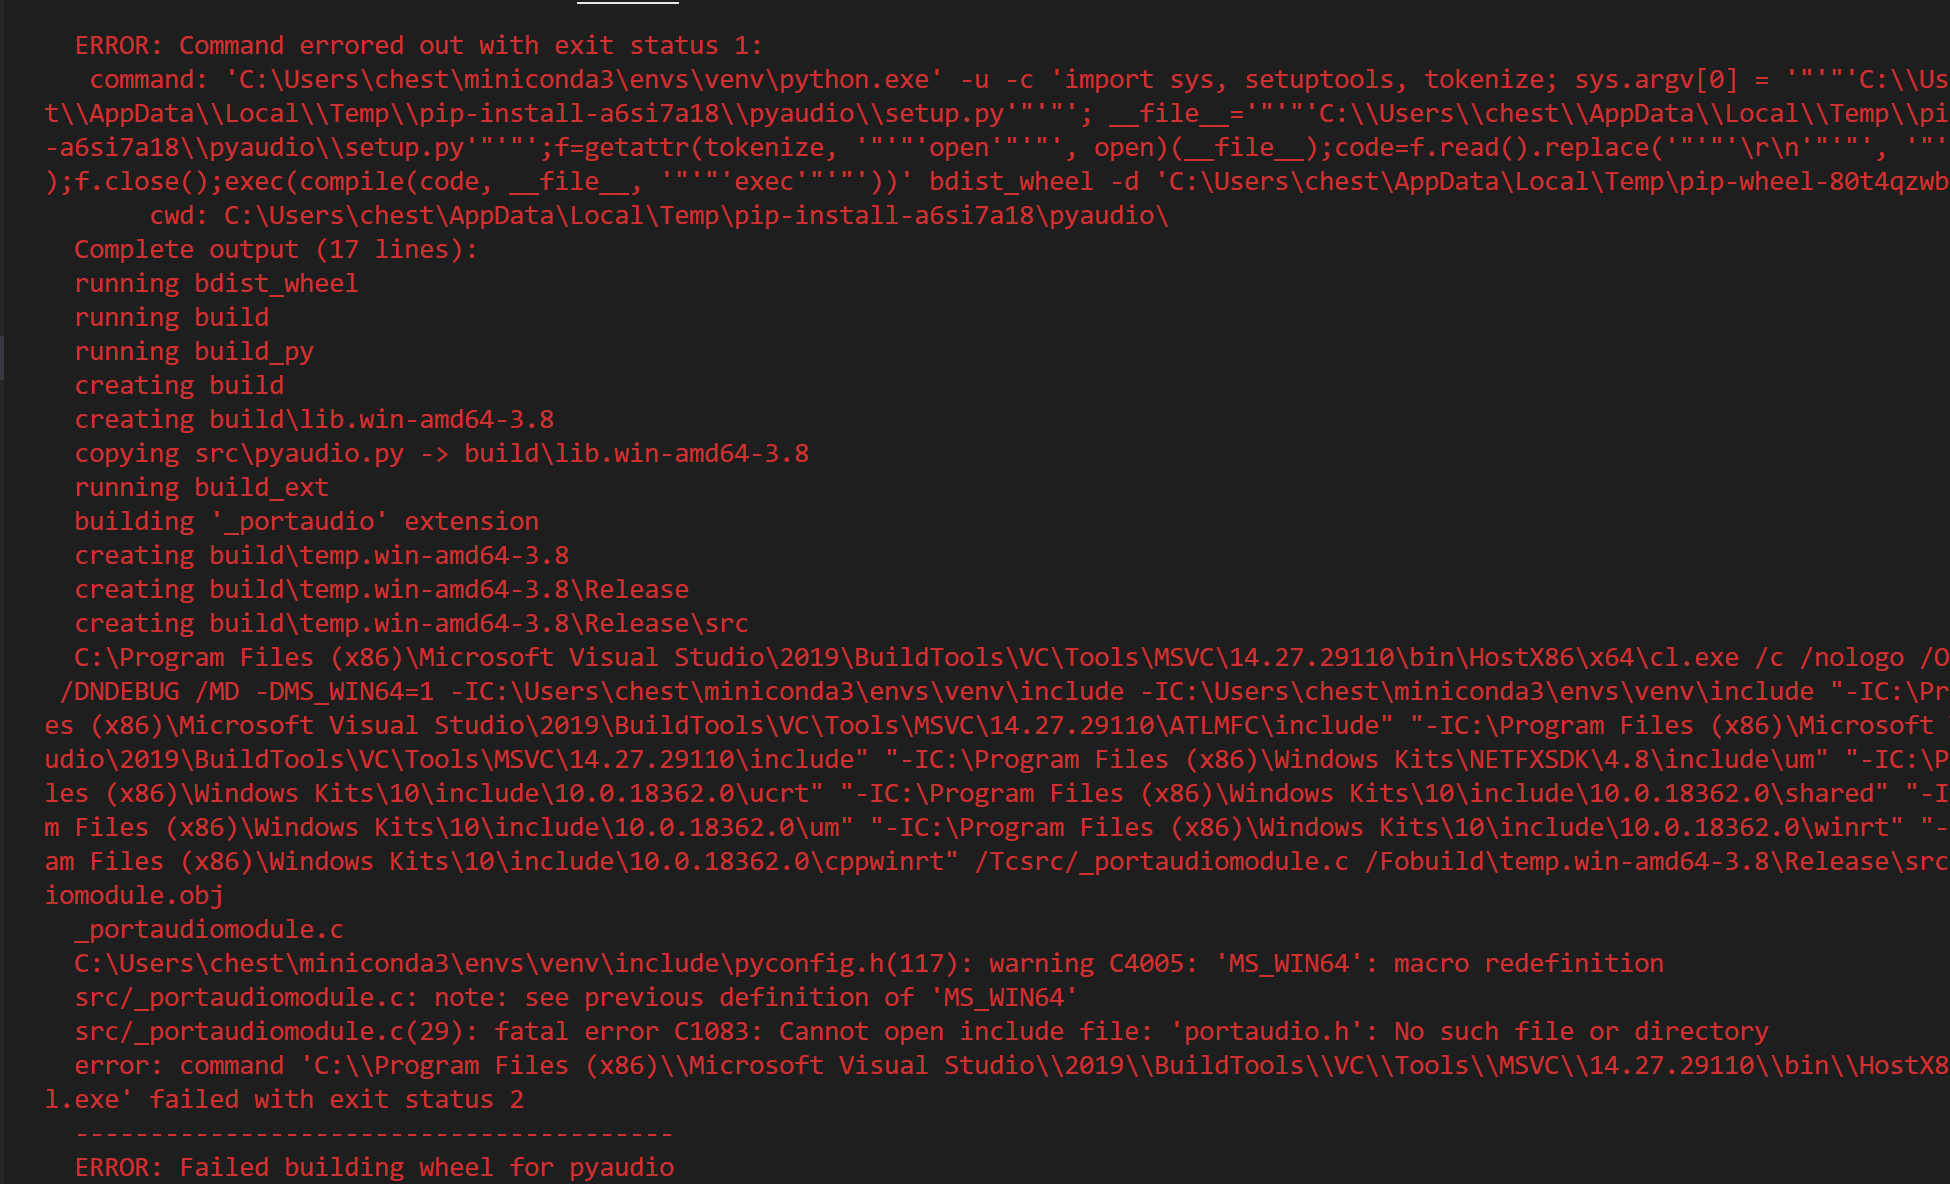 ERROR: Command errored out with exit status 1:
command: 'C:\Users\chest\miniconda3\envs\venv\python.exe' -u -c 'import sys, setuptools, tokenize; sys.argv[0] = '"'"'C:\\Us
t\\AppData\\Local\\Temp\\pip-install-a6si7a18\\pyaudio\\setup.py'"'"'; __file__='"'"'C:\\Users\\chest\\AppData\\Local\\Temp\\pi
-a6si7a18\\pyaudio\\setup.py'"'"';f=getattr(tokenize, '"'"'open'"'"', open)(__file__);code=f.read().replace('"'"'\r\n'"'"', '"'
);f.close();exec(compile(code, __file__, '"'"'exec'"'"'))' bdist_wheel -d 'C:\Users\chest\AppData\Local\Temp\pip-wheel-80t4qzwb
cwd: C:\Users\chest\AppData\Local\Temp\pip-install-a6si7a18\pyaudio\
Complete output (17 lines):
running bdist_wheel
running build
running build_py
creating build
creating build\lib.win-amd64-3.8
copying src\pyaudio.py -> build\lib.win-amd64-3.8
running build_ext
building '_portaudio' extension
creating build\temp.win-amd64-3.8
creating build\temp.win-amd64-3.8\Release
creating build\temp.win-amd64-3.8\Release\src
C:\Program Files (x86)\Microsoft Visual Studio\2019\BuildTools\VC\Tools\MSVC\14.27.29110\bin\HostX86\x64\cl.exe /c /nologo /O
/DNDEBUG /MD -DMS_WIN64=1 -IC:\Users\chest\miniconda3\envs\venv\include -IC:\Users\chest\miniconda3\envs\venv\include "-IC:\Pr
es (x86)\Microsoft Visual Studio\2019\BuildTools\VC\Tools\MSVC\14.27.29110\ATLMFC\include" "-IC:\Program Files (x86)\Microsoft
udio\2019\BuildTools\VC\Tools\MSVC\14.27.29110\include" "-IC:\Program Files (x86)\Windows Kits\NETFXSDK\4.8\include\um" "-IC:\P
les (x86)\Windows Kits\10\include\10.0.18362.0\ucrt" "-IC:\Program Files (x86)\Windows Kits\10\include\10.0.18362.0\shared" "-I
m Files (x86)\Windows Kits\10\include\10.0.18362.0\um" "-IC:\Program Files (x86)\Windows Kits\10\include\10.0.18362.0\winrt" "-
am Files (x86)\Windows Kits\10\include\10.0.18362.0\cppwinrt" /Tcsrc/_portaudiomodule.c /Fobuild\temp.win-amd64-3.8\Release\src
iomodule.obj
_portaudiomodule.c
C:\Users\chest\miniconda3\envs\venv\include\pyconfig.h(117): warning C4005: 'MS_WIN64': macro redefinition
src/_portaudiomodule.c: note: see previous definition of 'MS_WIN64'
src/_portaudiomodule.c(29): fatal error C1083: Cannot open include file: 'portaudio.h': No such file or directory
error: command 'C:\\Program Files (x86)\\Microsoft Visual Studio\\2019\\BuildTools\\VC\\Tools\\MSVC\\14.27.29110\\bin\\HostX8
l.exe' failed with exit status 2
----------------------------------------
ERROR: Failed building wheel for pyaudio